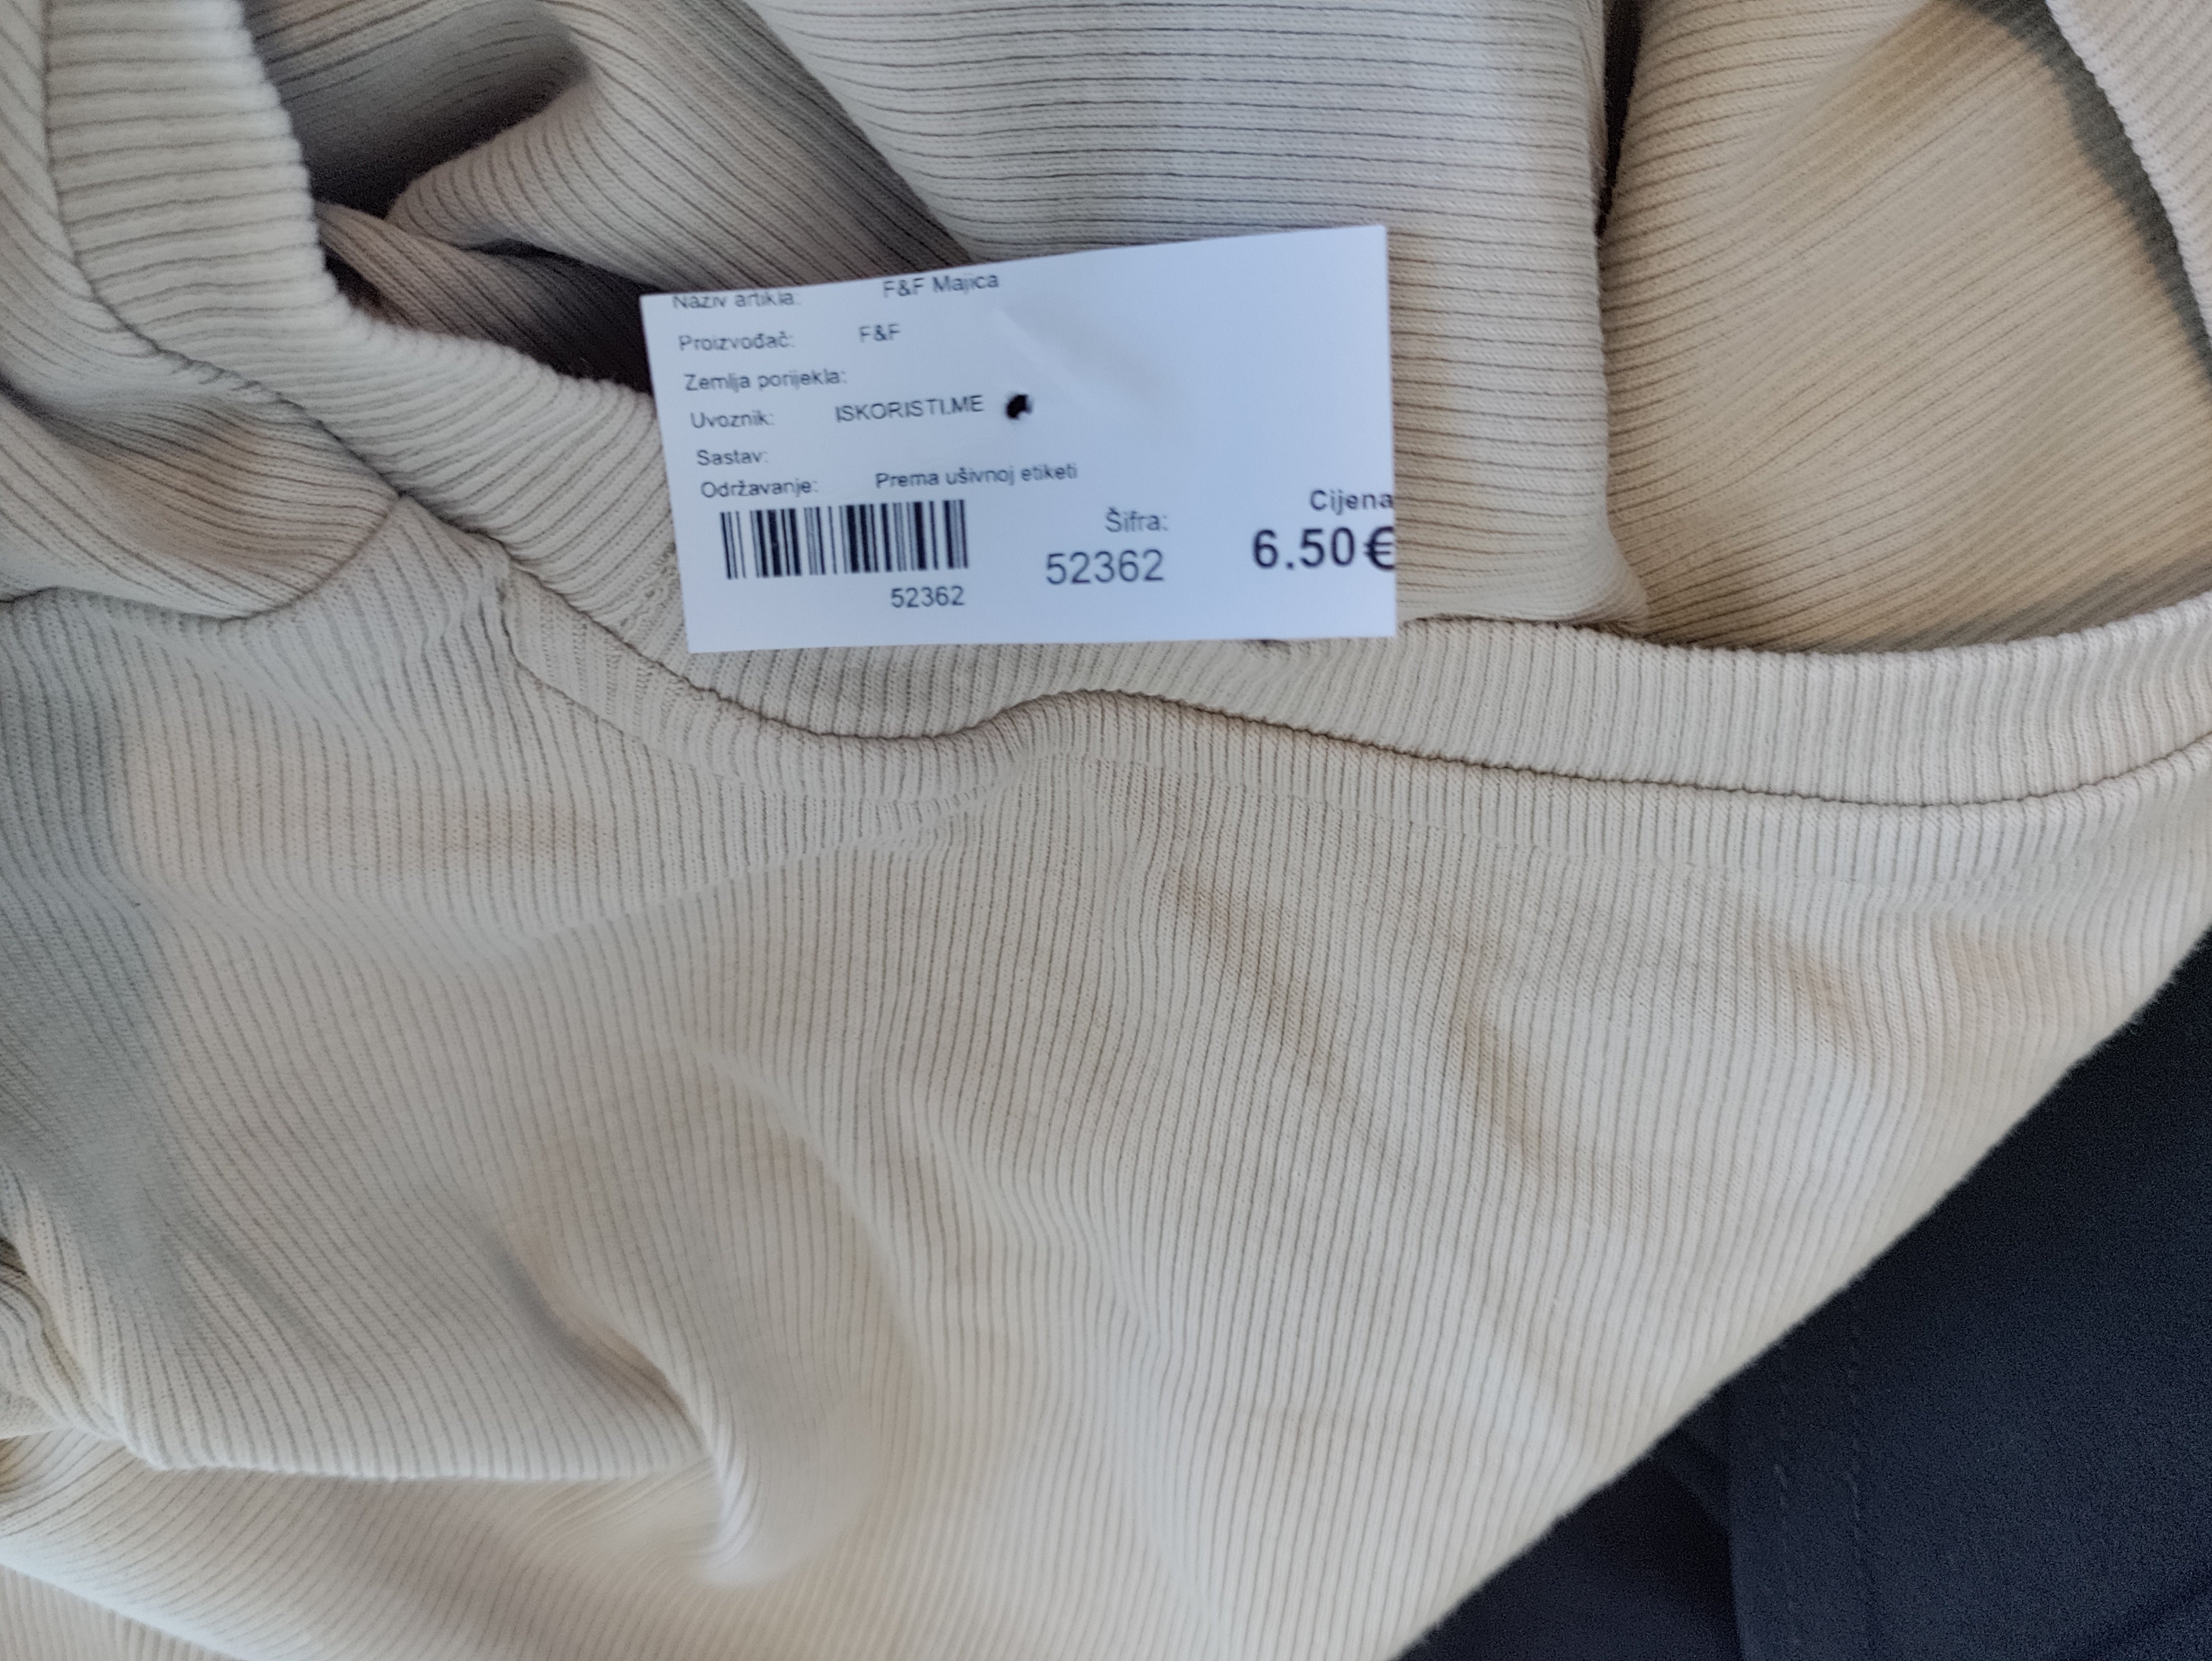 Naziv artikla: F&F Majica
Proizvođač: F&F
Zemlja porijekla:
Uvoznik: ISKORISTI.ME
Sastav:
Održavanje: Prema ušivnoj etiketi
Šifra: Cijena
52362 6.50€
52362